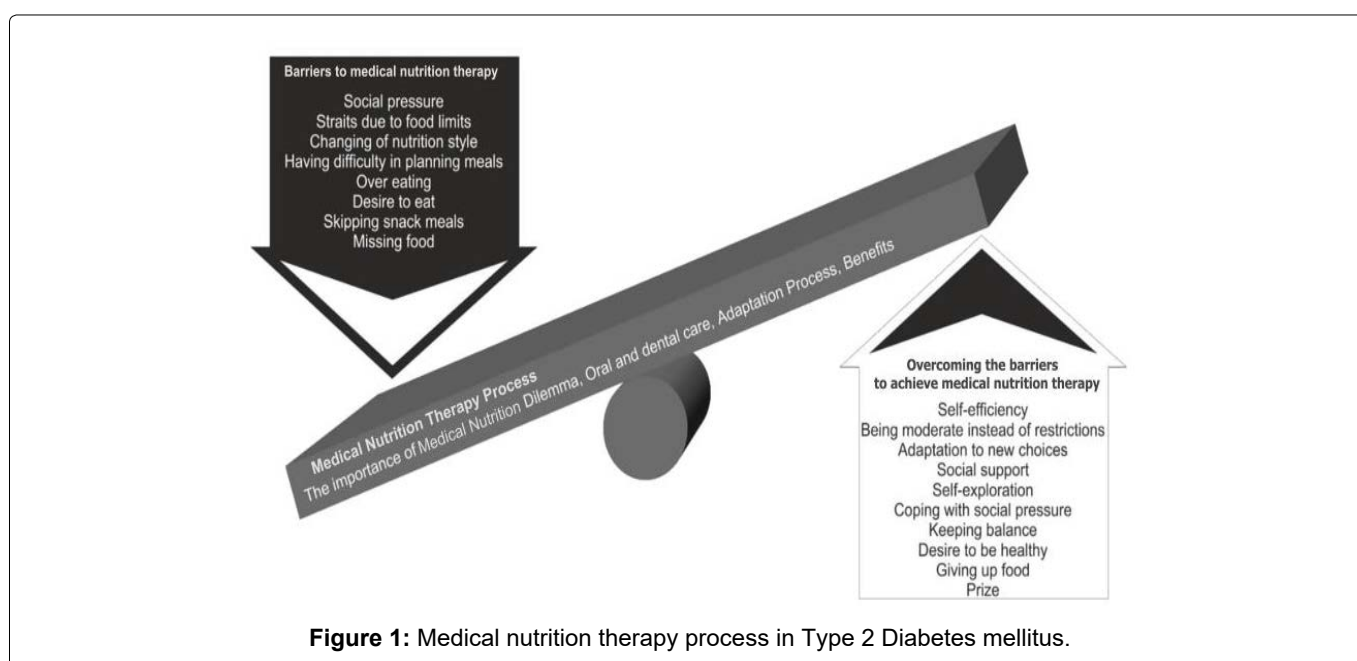 Barriers to medical nutrition therapy
Social pressure
Straits due to food limits
Changing of nutrition style
Having difficulty in planning meals
Over eating
Desire to eat
Skipping snack meals
Missing food
Medical Nutrition Therapy Process
The importance of Medical Nutrition Dilemma, Oral and dental care, Adaptation Process, Benefits
Overcoming the barriers
to achieve medical nutrition therapy
Self-efficiency
Being moderate instead of restrictions
Adaptation to new choices
Social support
Self-exploration
Coping with social pressure
Keeping balance
Desire to be healthy
Giving up food
Prize
Figure 1: Medical nutrition therapy process in Type 2 Diabetes mellitus.